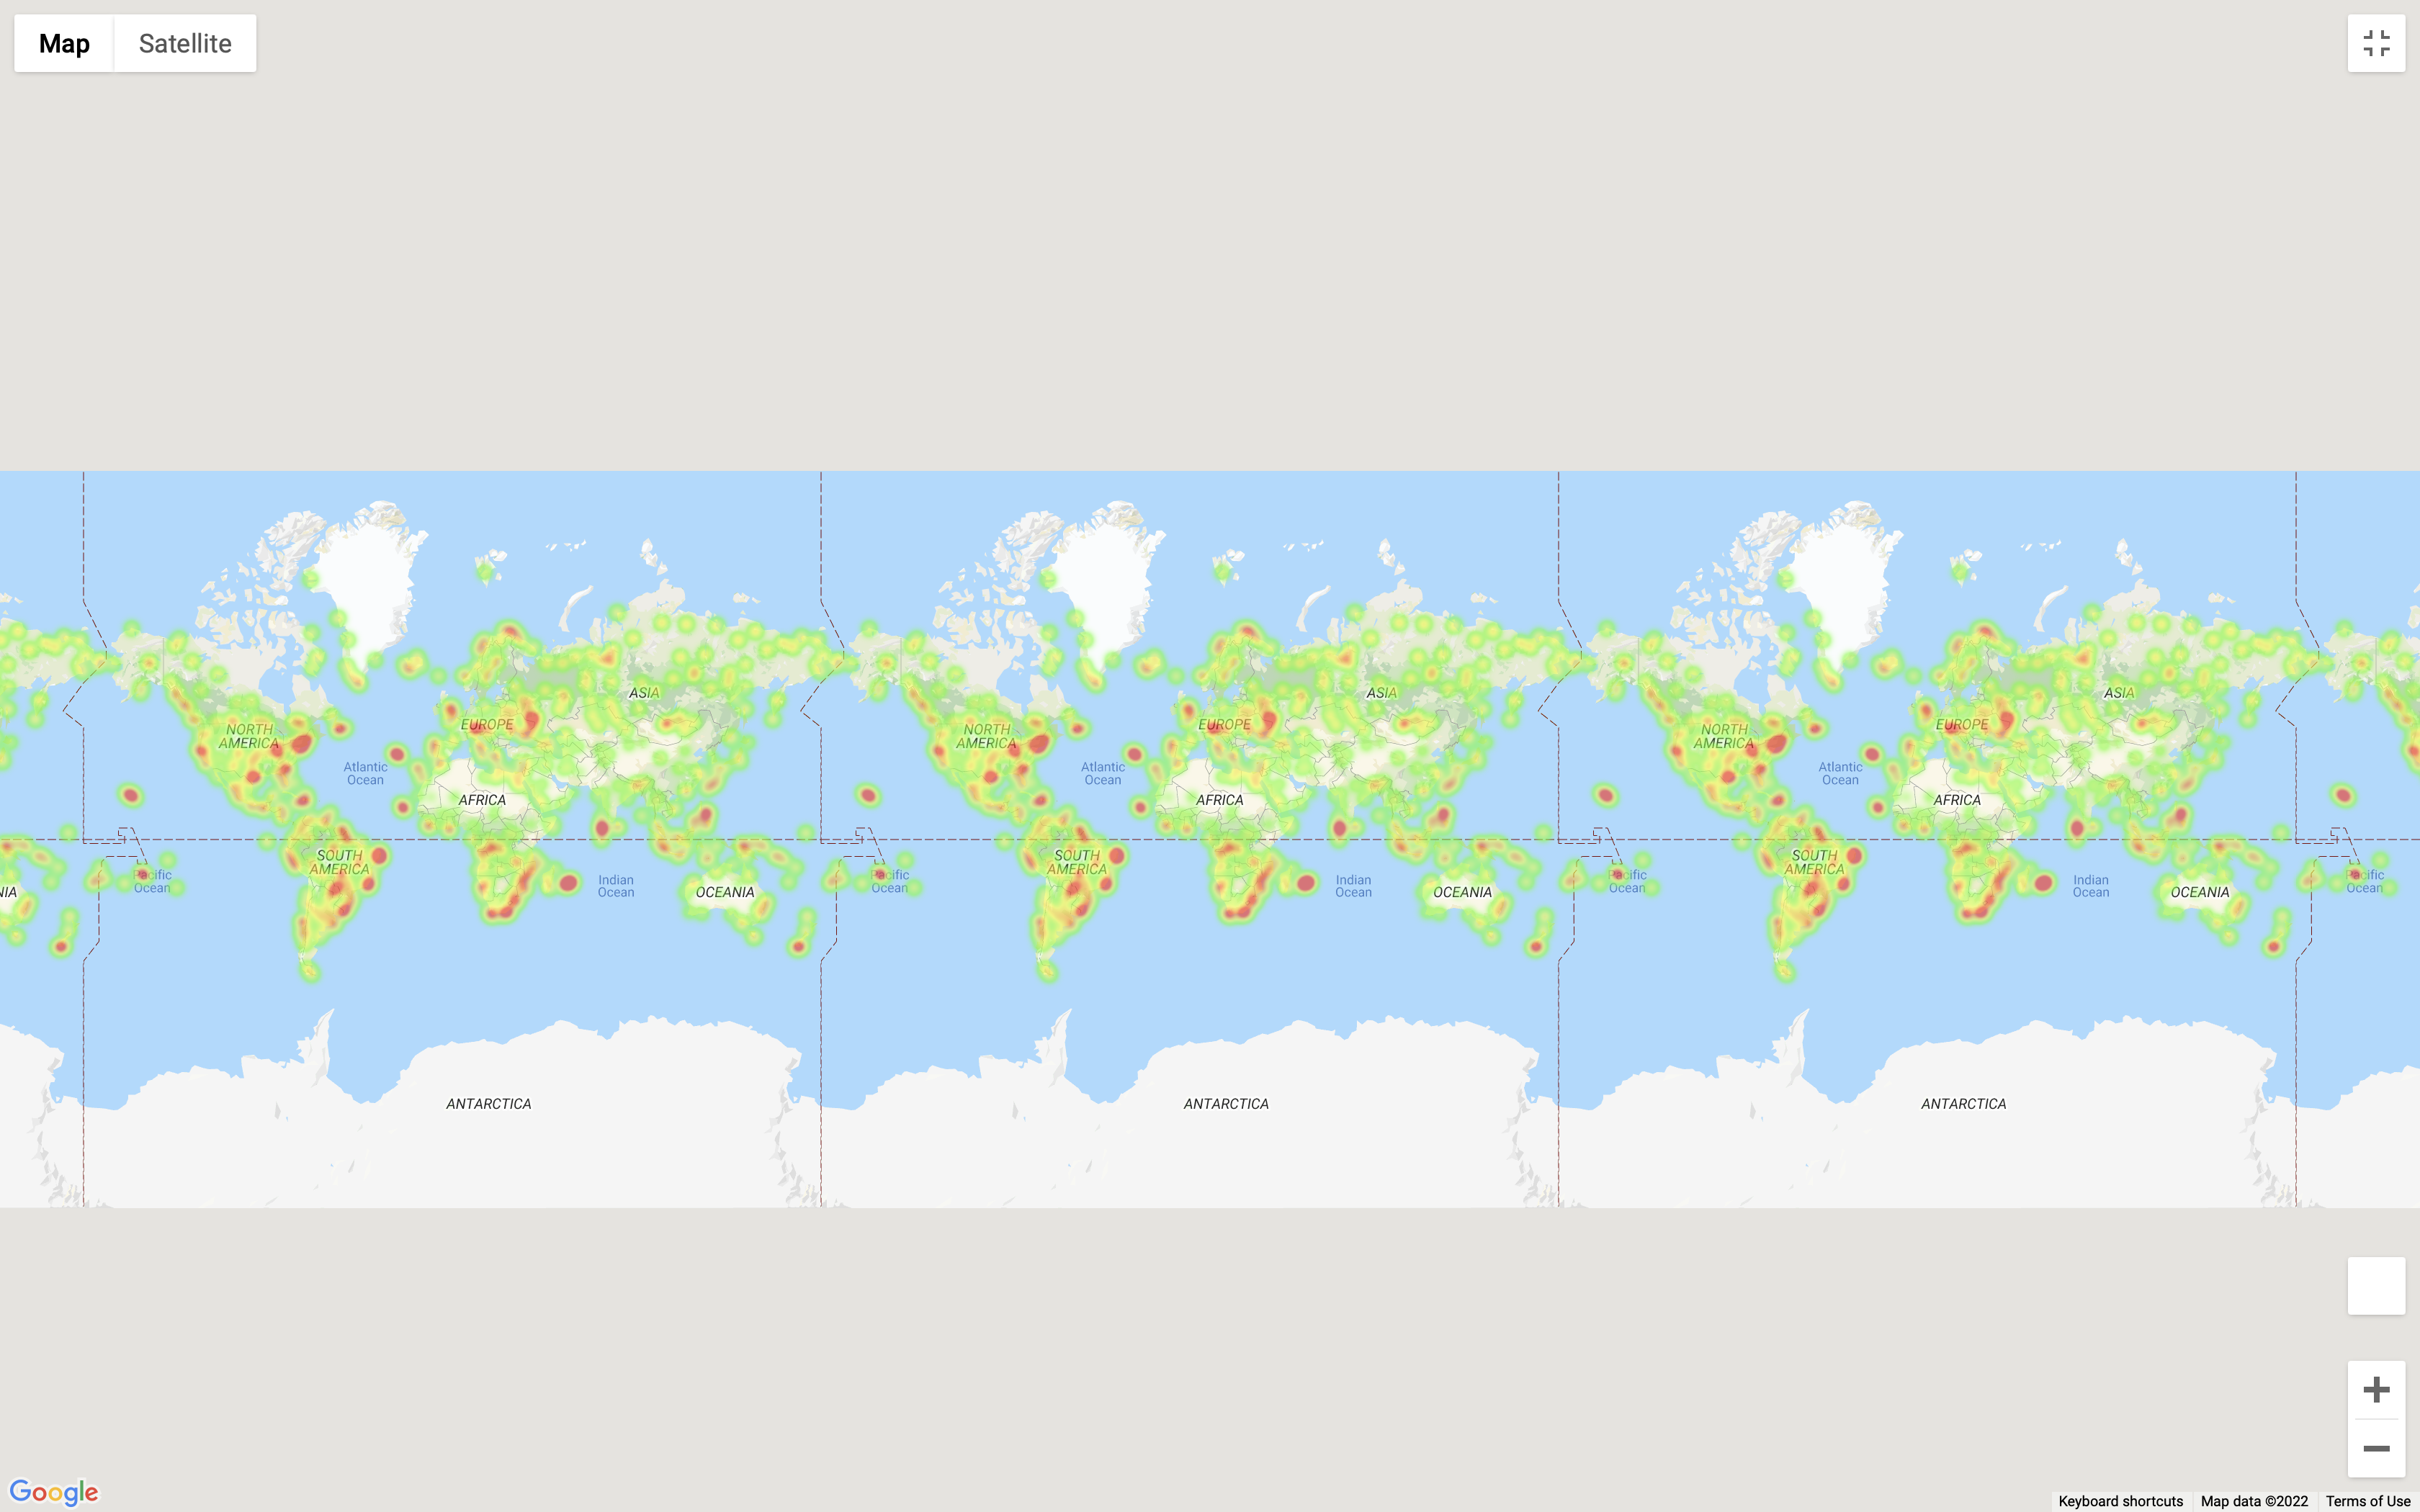 Map Satellite
NORTH
AMERICA
EUROPE
ASIA
Atlantic
Ocean
AFRICA
SOUTH
AMERICA
Pacific
Ocean
Indian
Ocean
OCEANIA
ANTARCTICA
NORTH
AMERICA
EUROPE
ASIA
Atlantic
Ocean
AFRICA
SOUTH
AMERICA
Pacific
Ocean
Indian
Ocean
OCEANIA
ANTARCTICA
NORTH
AMERICA
EUROPE
ASIA
Atlantic
Ocean
AFRICA
SOUTH
AMERICA
Pacific
Ocean
Indian
Ocean
OCEANIA
ANTARCTICA
Pacific
Ocean
NIA
Google
Keyboard shortcuts Map data ©2022 Terms of Use